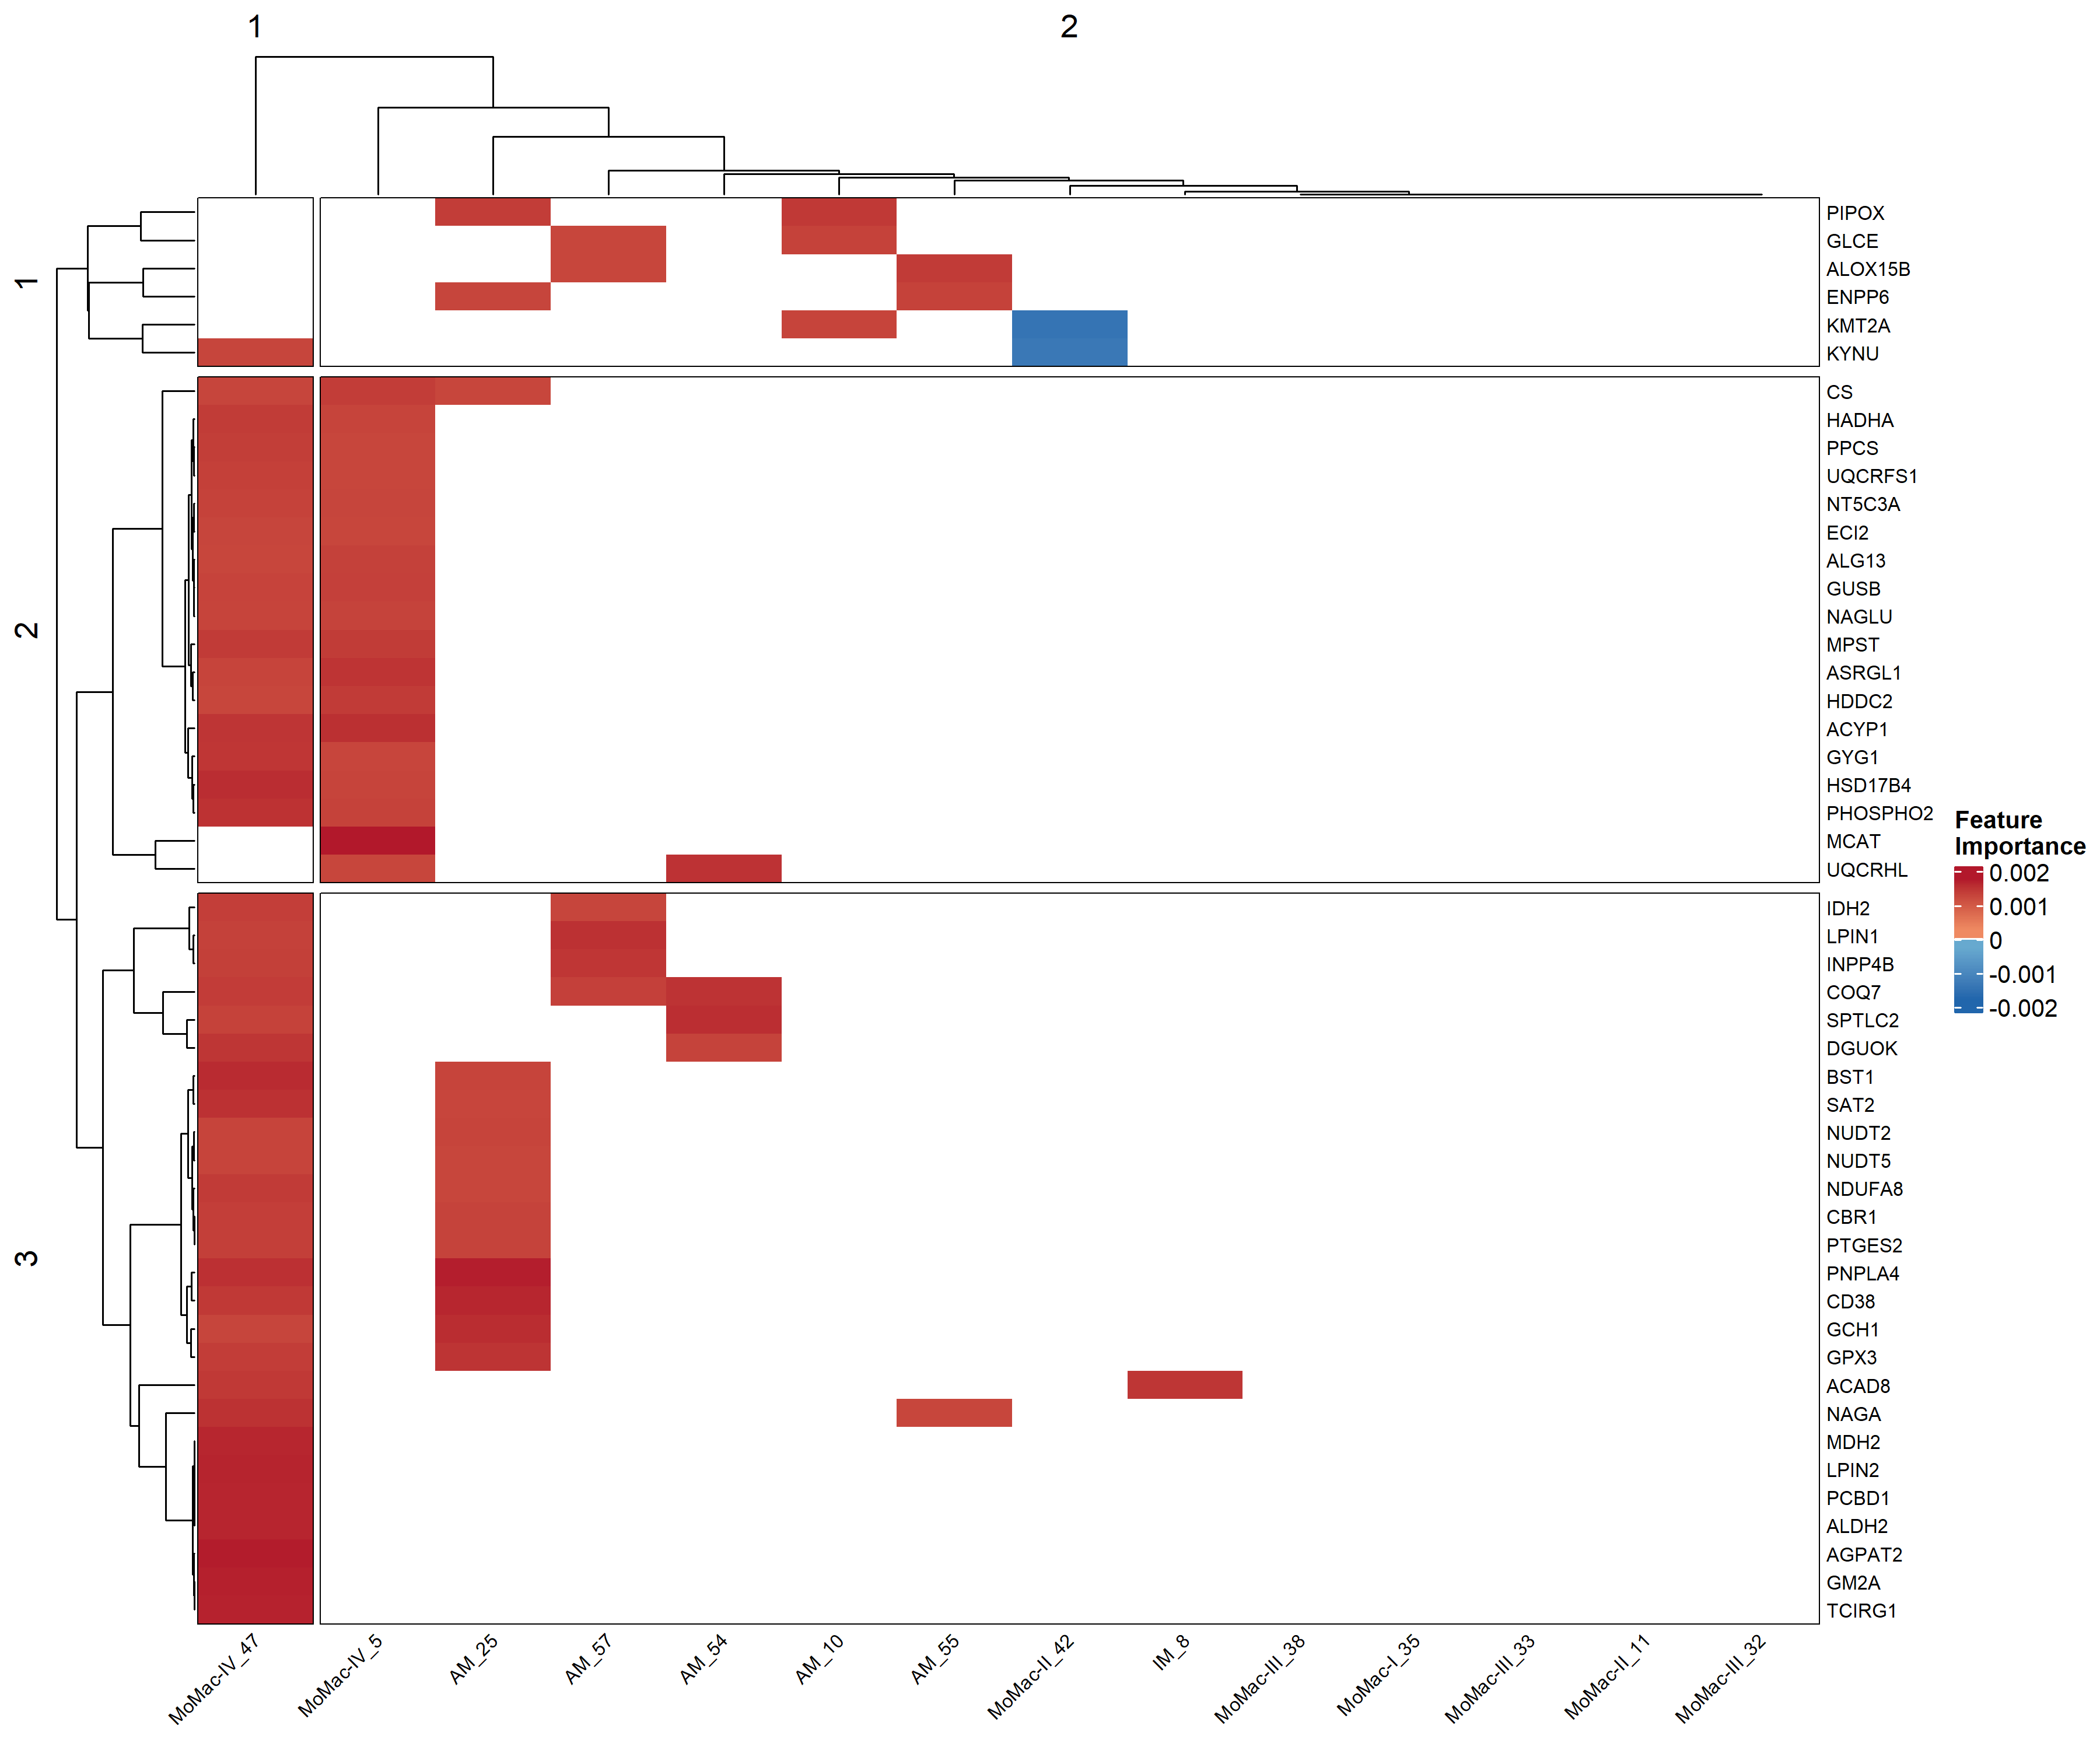 1
2
1
2
3
PIPOX
GLCE
ALOX15B
ENPP6
KMT2A
KYNU
CS
HADHA
PPCS
UQCRFS1
NT5C3A
ECI2
ALG13
GUSB
NAGLU
MPST
ASRGL1
HDDC2
ACYP1
GYG1
HSD17B4
PHOSPHO2
MCAT
UQCRHL
IDH2
LPIN1
INPP4B
COQ7
SPTLC2
DGUOK
BST1
SAT2
NUDT2
NUDT5
NDUFA8
CBR1
PTGES2
PNPLA4
CD38
GCH1
GPX3
ACAD8
NAGA
MDH2
LPIN2
PCBD1
ALDH2
AGPAT2
GM2A
TCIRG1
Feature
Importance
0.002
0.001
0
-0.001
-0.002
MoMac-IV_47
MoMac-IV_5
AM_25
AM_57
AM_54
AM_10
AM_55
MoMac-II_42
IM_8
MoMac-III_38
MoMac-I_35
MoMac-III_33
MoMac-II_11
MoMac-III_32